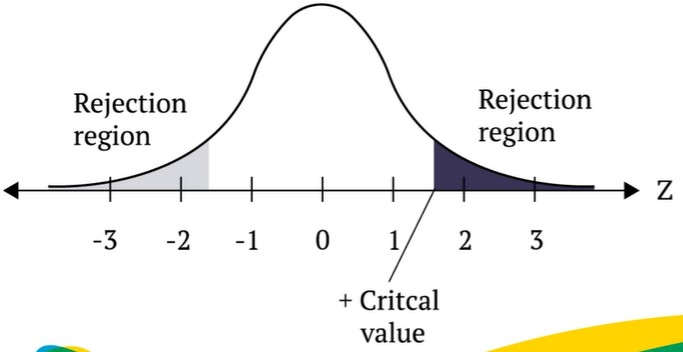 Rejection
region
Rejection
region
Z
-3 -2 -1 0 1 2 3
+ Critcal
value